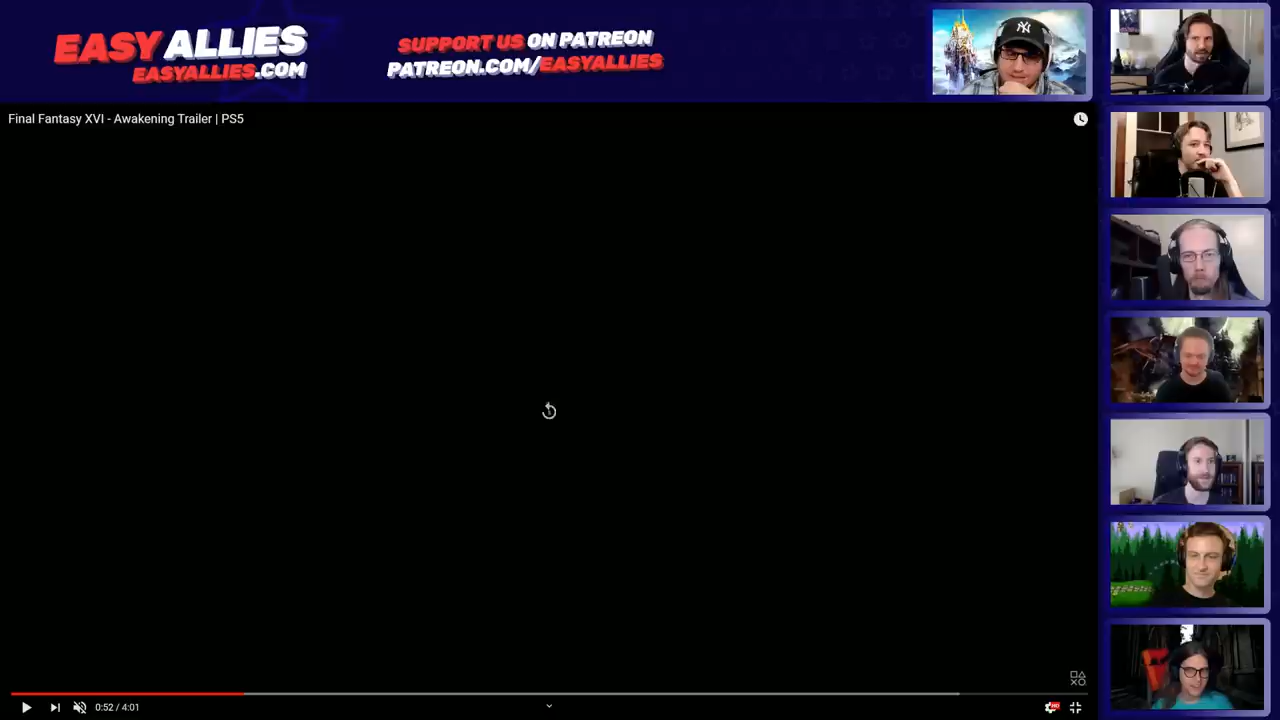 EASY ALLIES
EASYALLIES.COM
SUPPORT US ON PATREON
PATREON.COM/EASYALLIES
Final Fantasy XVI - Awakening Trailer | PS5
0:52 / 4:01
HD